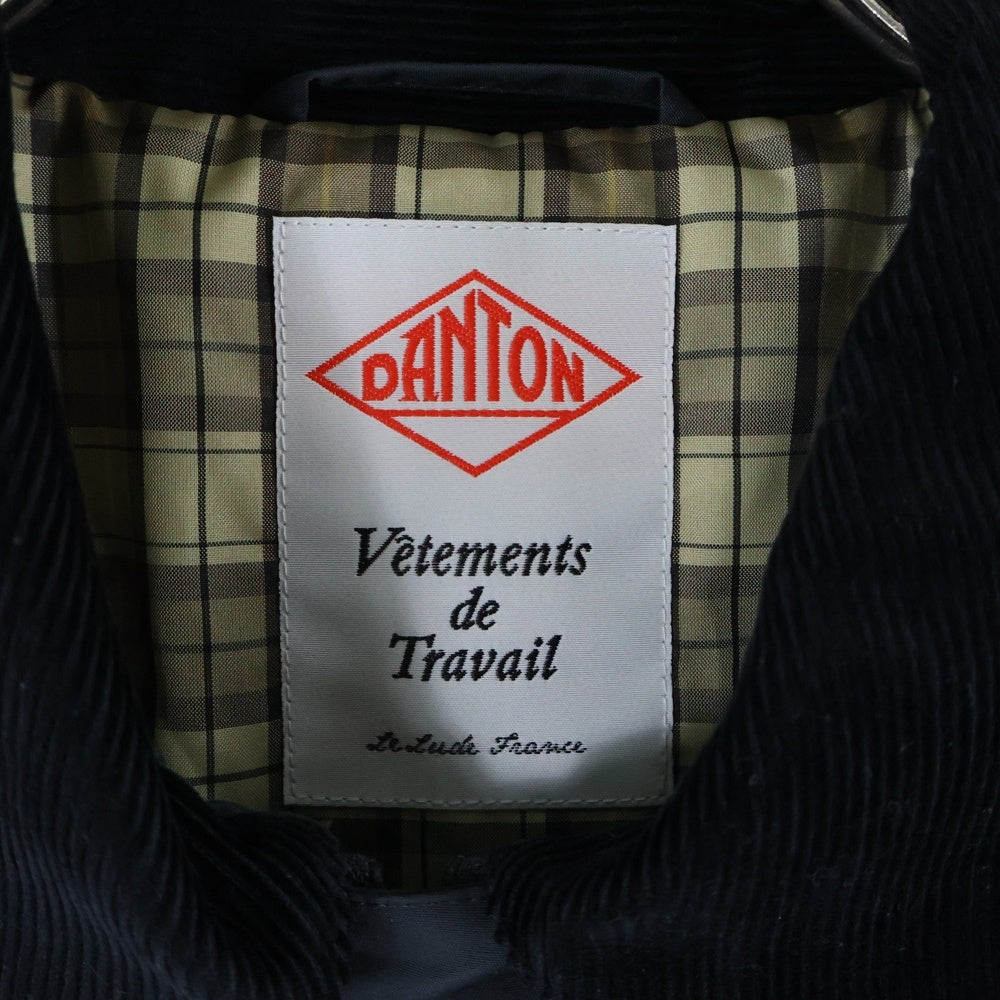 DANTON
Vêtements
de
Travail
Le Lude France